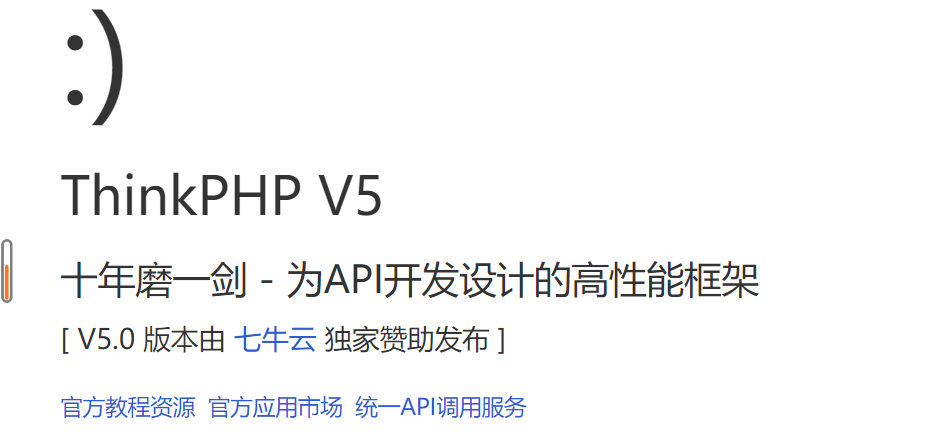 :)
ThinkPHP V5
十年磨一剑 - 为API开发设计的高性能框架
[ V5.0 版本由 七牛云 独家赞助发布 ]
官方教程资源 官方应用市场 统一API调用服务